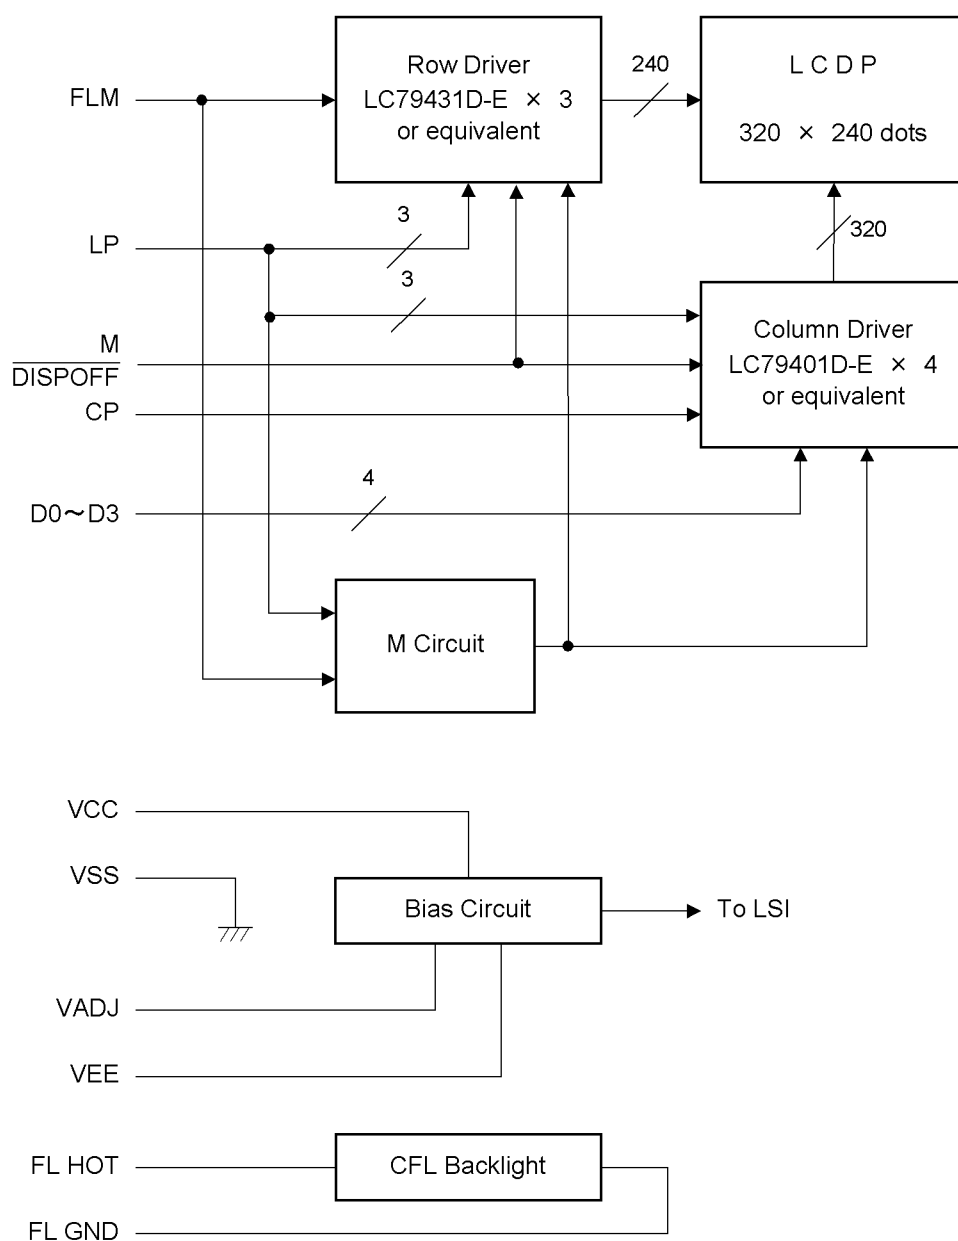 FLM
Row Driver
LC79431D-E × 3
or equivalent
240
L C D P
320 × 240 dots
LP
3
3
320
M
DISPOFF
CP
Column Driver
LC79401D-E × 4
or equivalent
D0~D3
4
M Circuit
VCC
VSS
Bias Circuit
To LSI
VADJ
VEE
FL HOT
CFL Backlight
FL GND